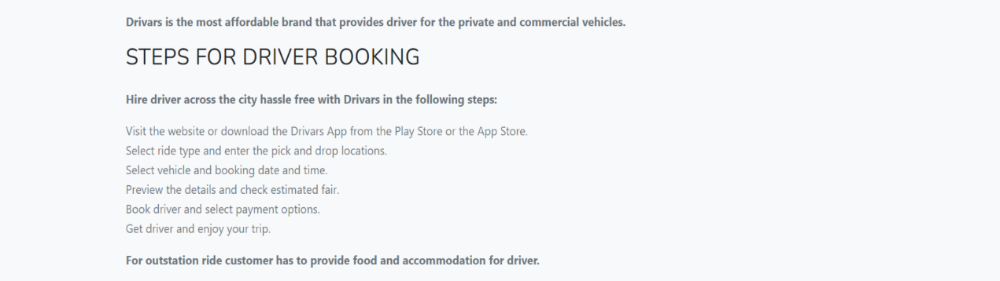 Drivars is the most affordable brand that provides driver for the private and commercial vehicles.
STEPS FOR DRIVER BOOKING
Hire driver across the city hassle free with Drivars in the following steps:
Visit the website or download the Drivars App from the Play Store or the App Store.
Select ride type and enter the pick and drop locations.
Select vehicle and booking date and time.
Preview the details and check estimated fair.
Book driver and select payment options.
Get driver and enjoy your trip.
For outstation ride customer has to provide food and accommodation for driver.